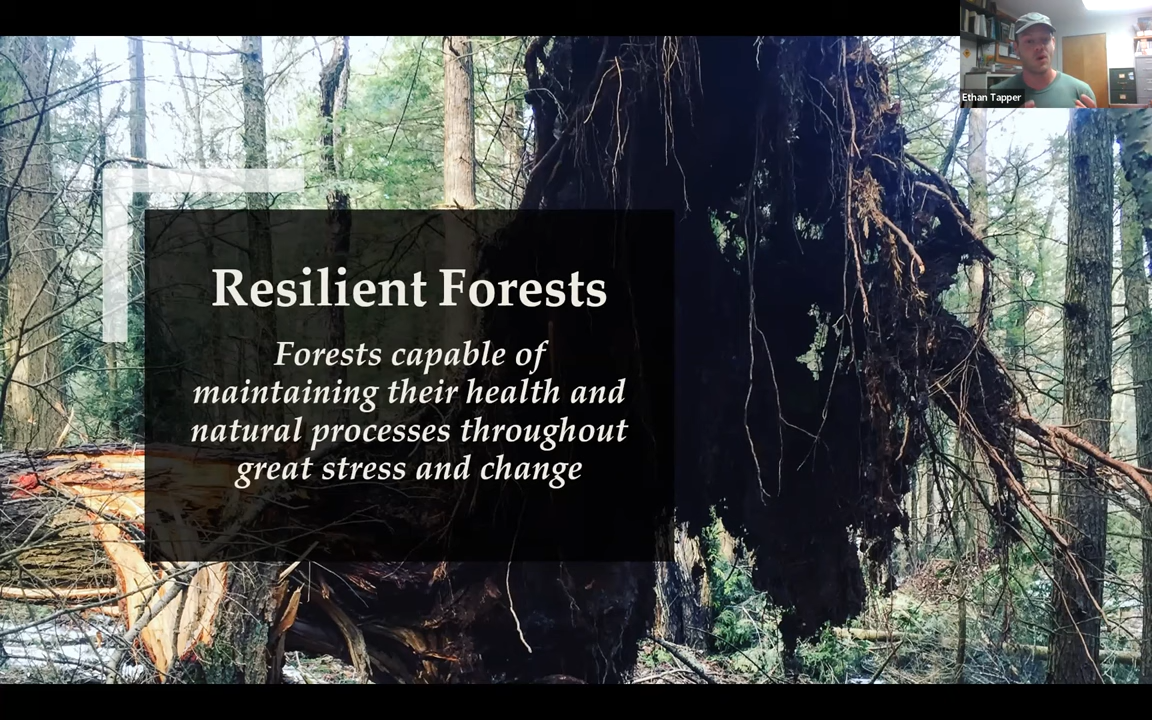 Ethan Tapper
Resilient Forests
Forests capable of
maintaining their health and
natural processes throughout
great stress and change